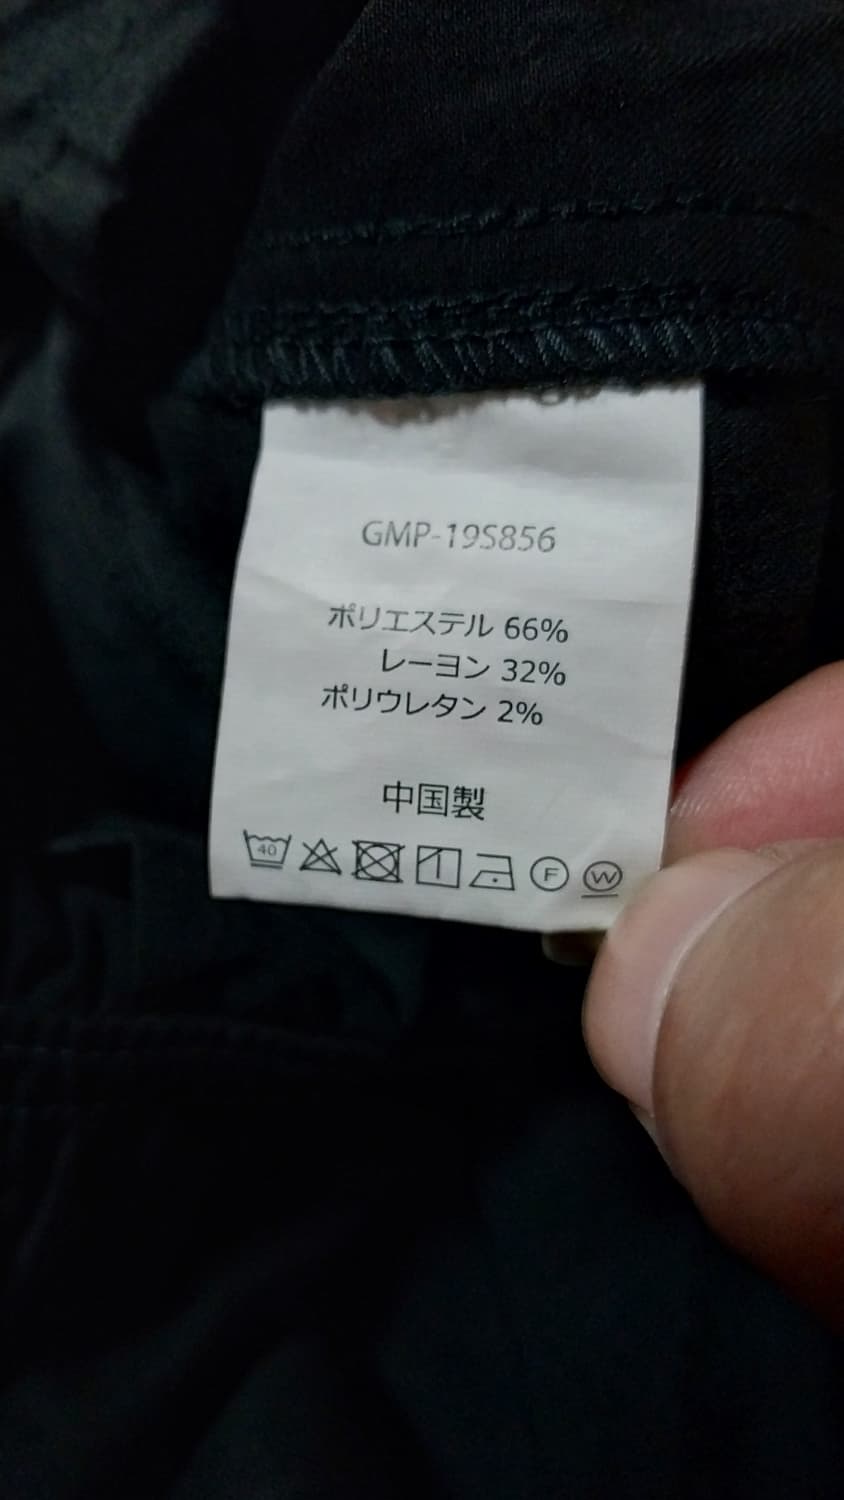 GMP-19S856
ポリエステル 66%
レーヨン 32%
ポリウレタン 2%
中国製
40 F W